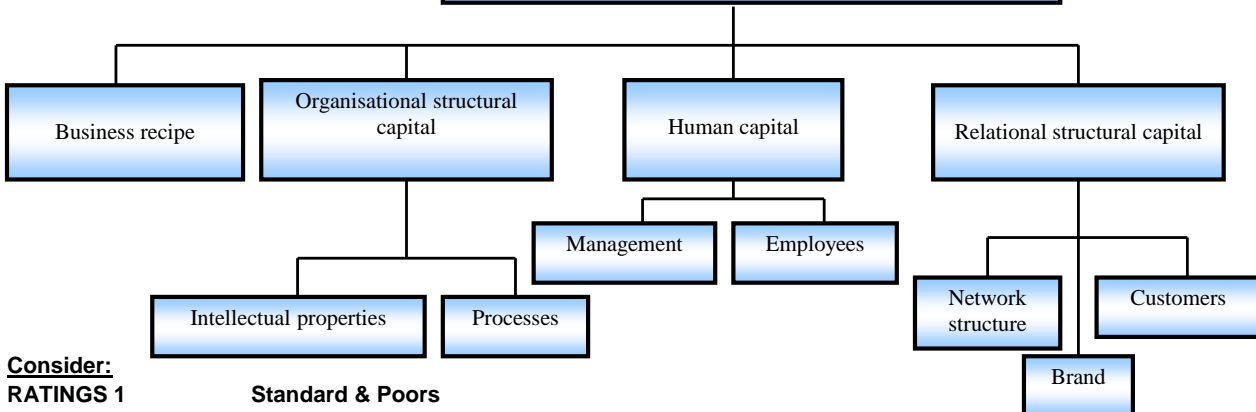 Business recipe
Organisational structural
capital
Human capital
Relational structural capital
Management
Employees
Network
structure
Customers
Intellectual properties
Processes
Brand
Consider:
RATINGS 1 Standard & Poors